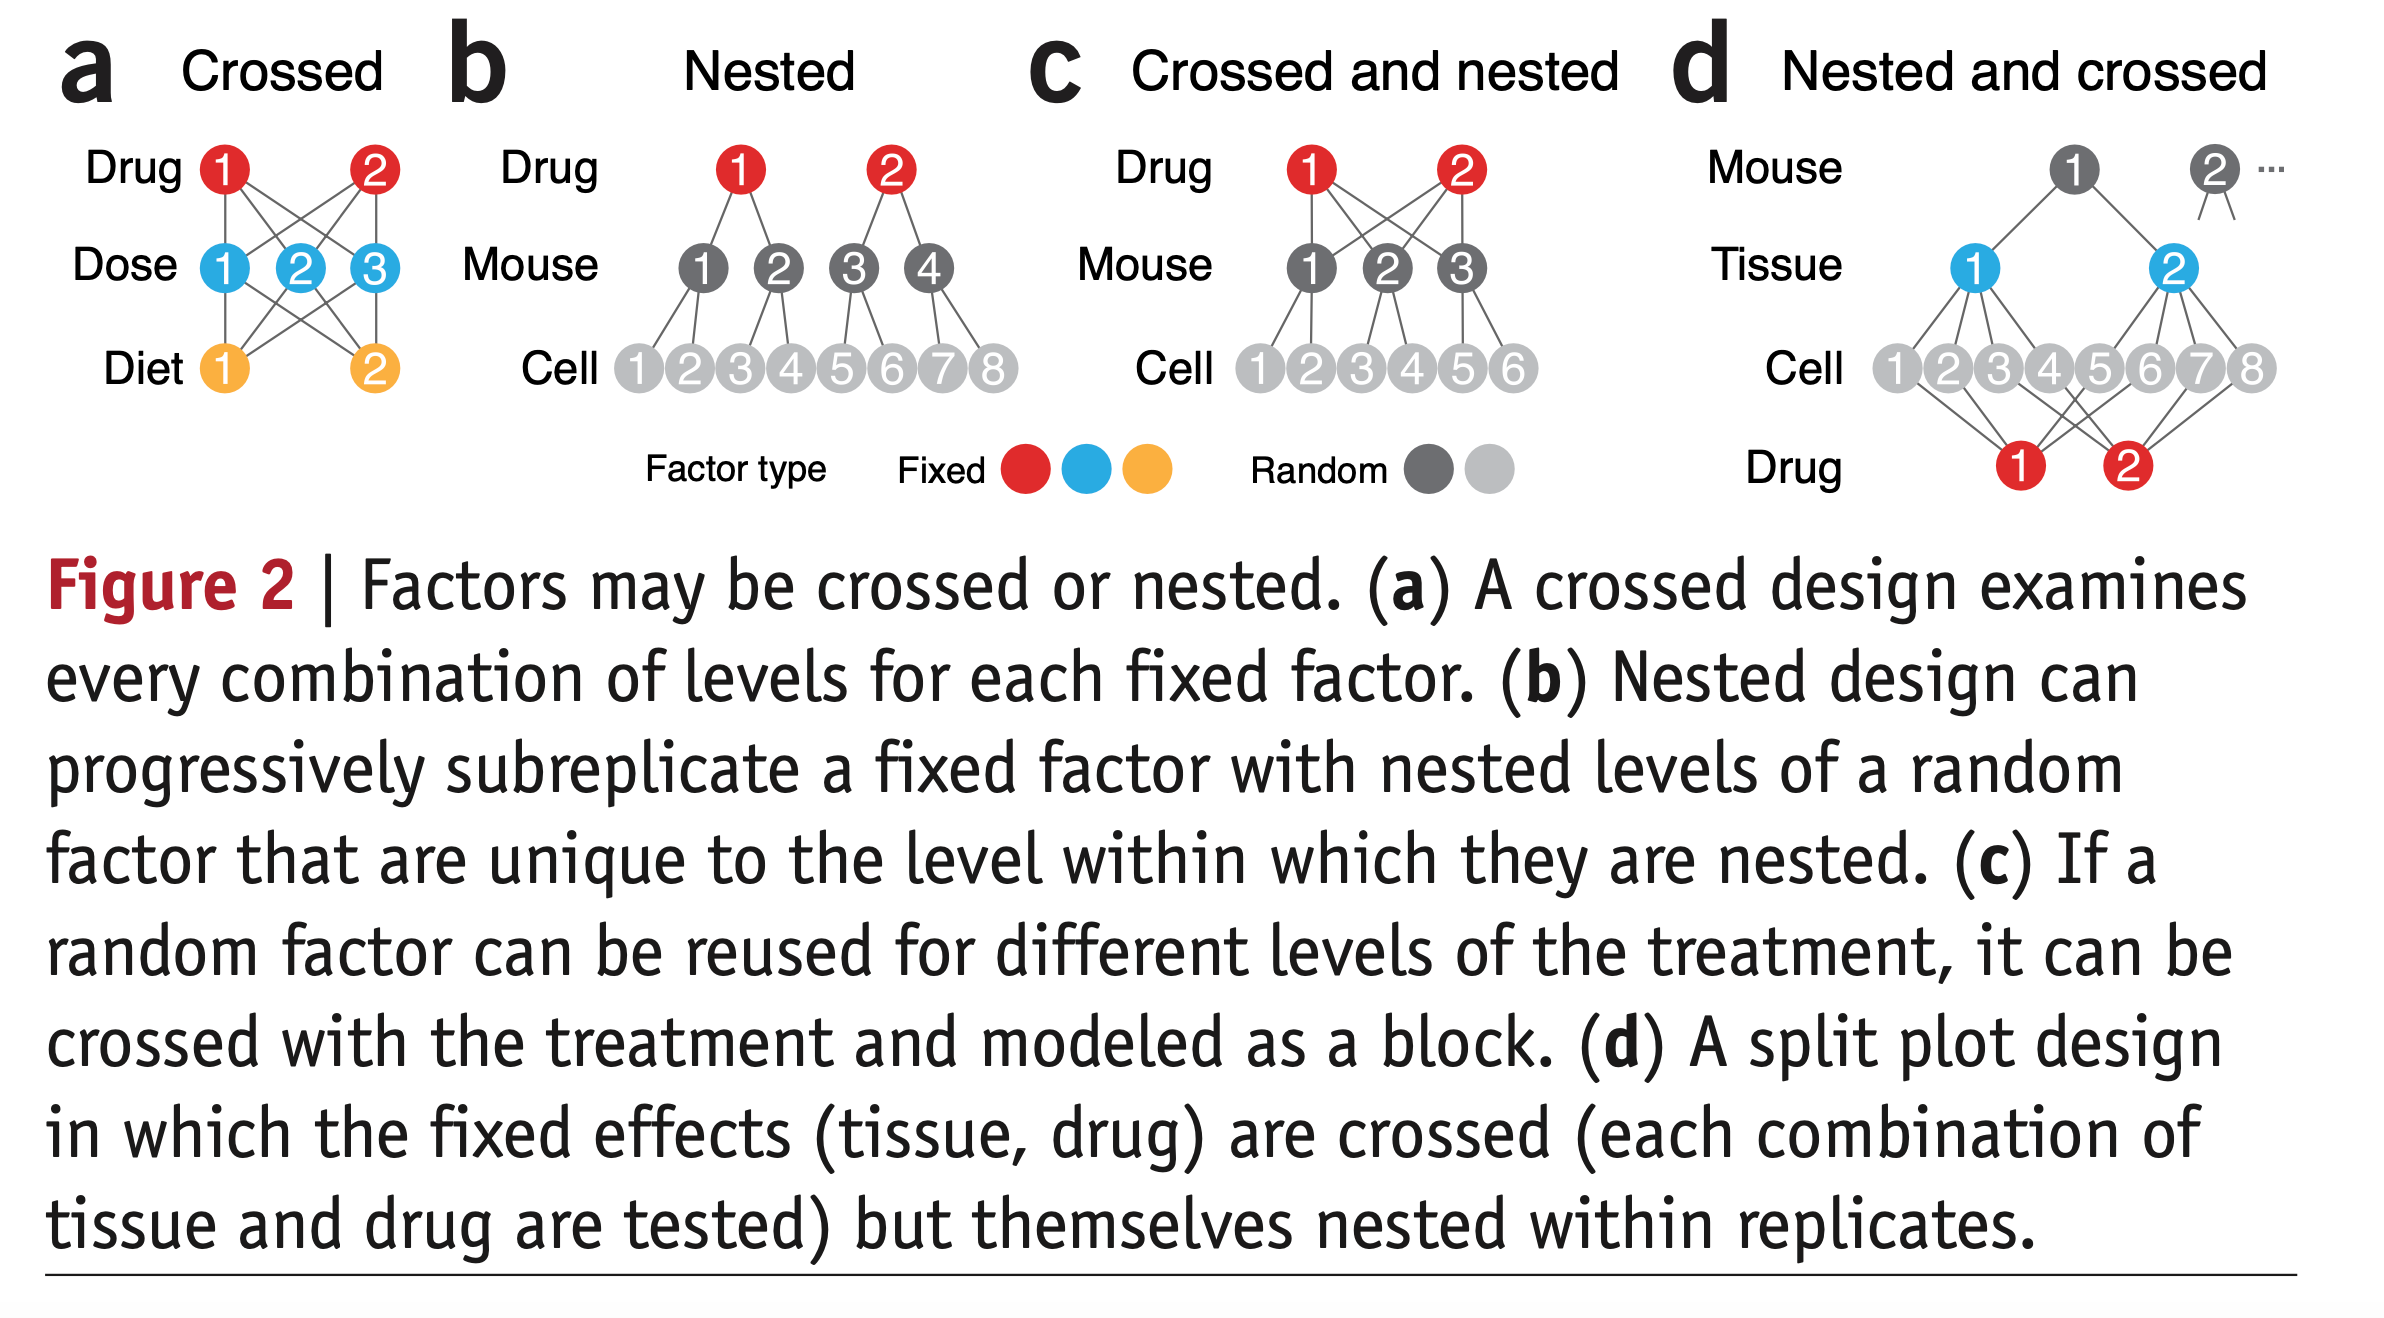 a Crossed b Nested c Crossed and nested d Nested and crossed
Drug 1 2 Drug 1 2 Drug 1 2 Mouse 1 2 ...
Dose 1 2 3 Mouse 1 2 3 4 Mouse 1 2 3 Tissue 1 2
Diet 1 2 Cell 1 2 3 4 5 6 7 8 Cell 1 2 3 4 5 6 Cell 1 2 3 4 5 6 7 8
Factor type Fixed Random Drug 1 2
Figure 2 | Factors may be crossed or nested. (a) A crossed design examines
every combination of levels for each fixed factor. (b) Nested design can
progressively subreplicate a fixed factor with nested levels of a random
factor that are unique to the level within which they are nested. (c) If a
random factor can be reused for different levels of the treatment, it can be
crossed with the treatment and modeled as a block. (d) A split plot design
in which the fixed effects (tissue, drug) are crossed (each combination of
tissue and drug are tested) but themselves nested within replicates.